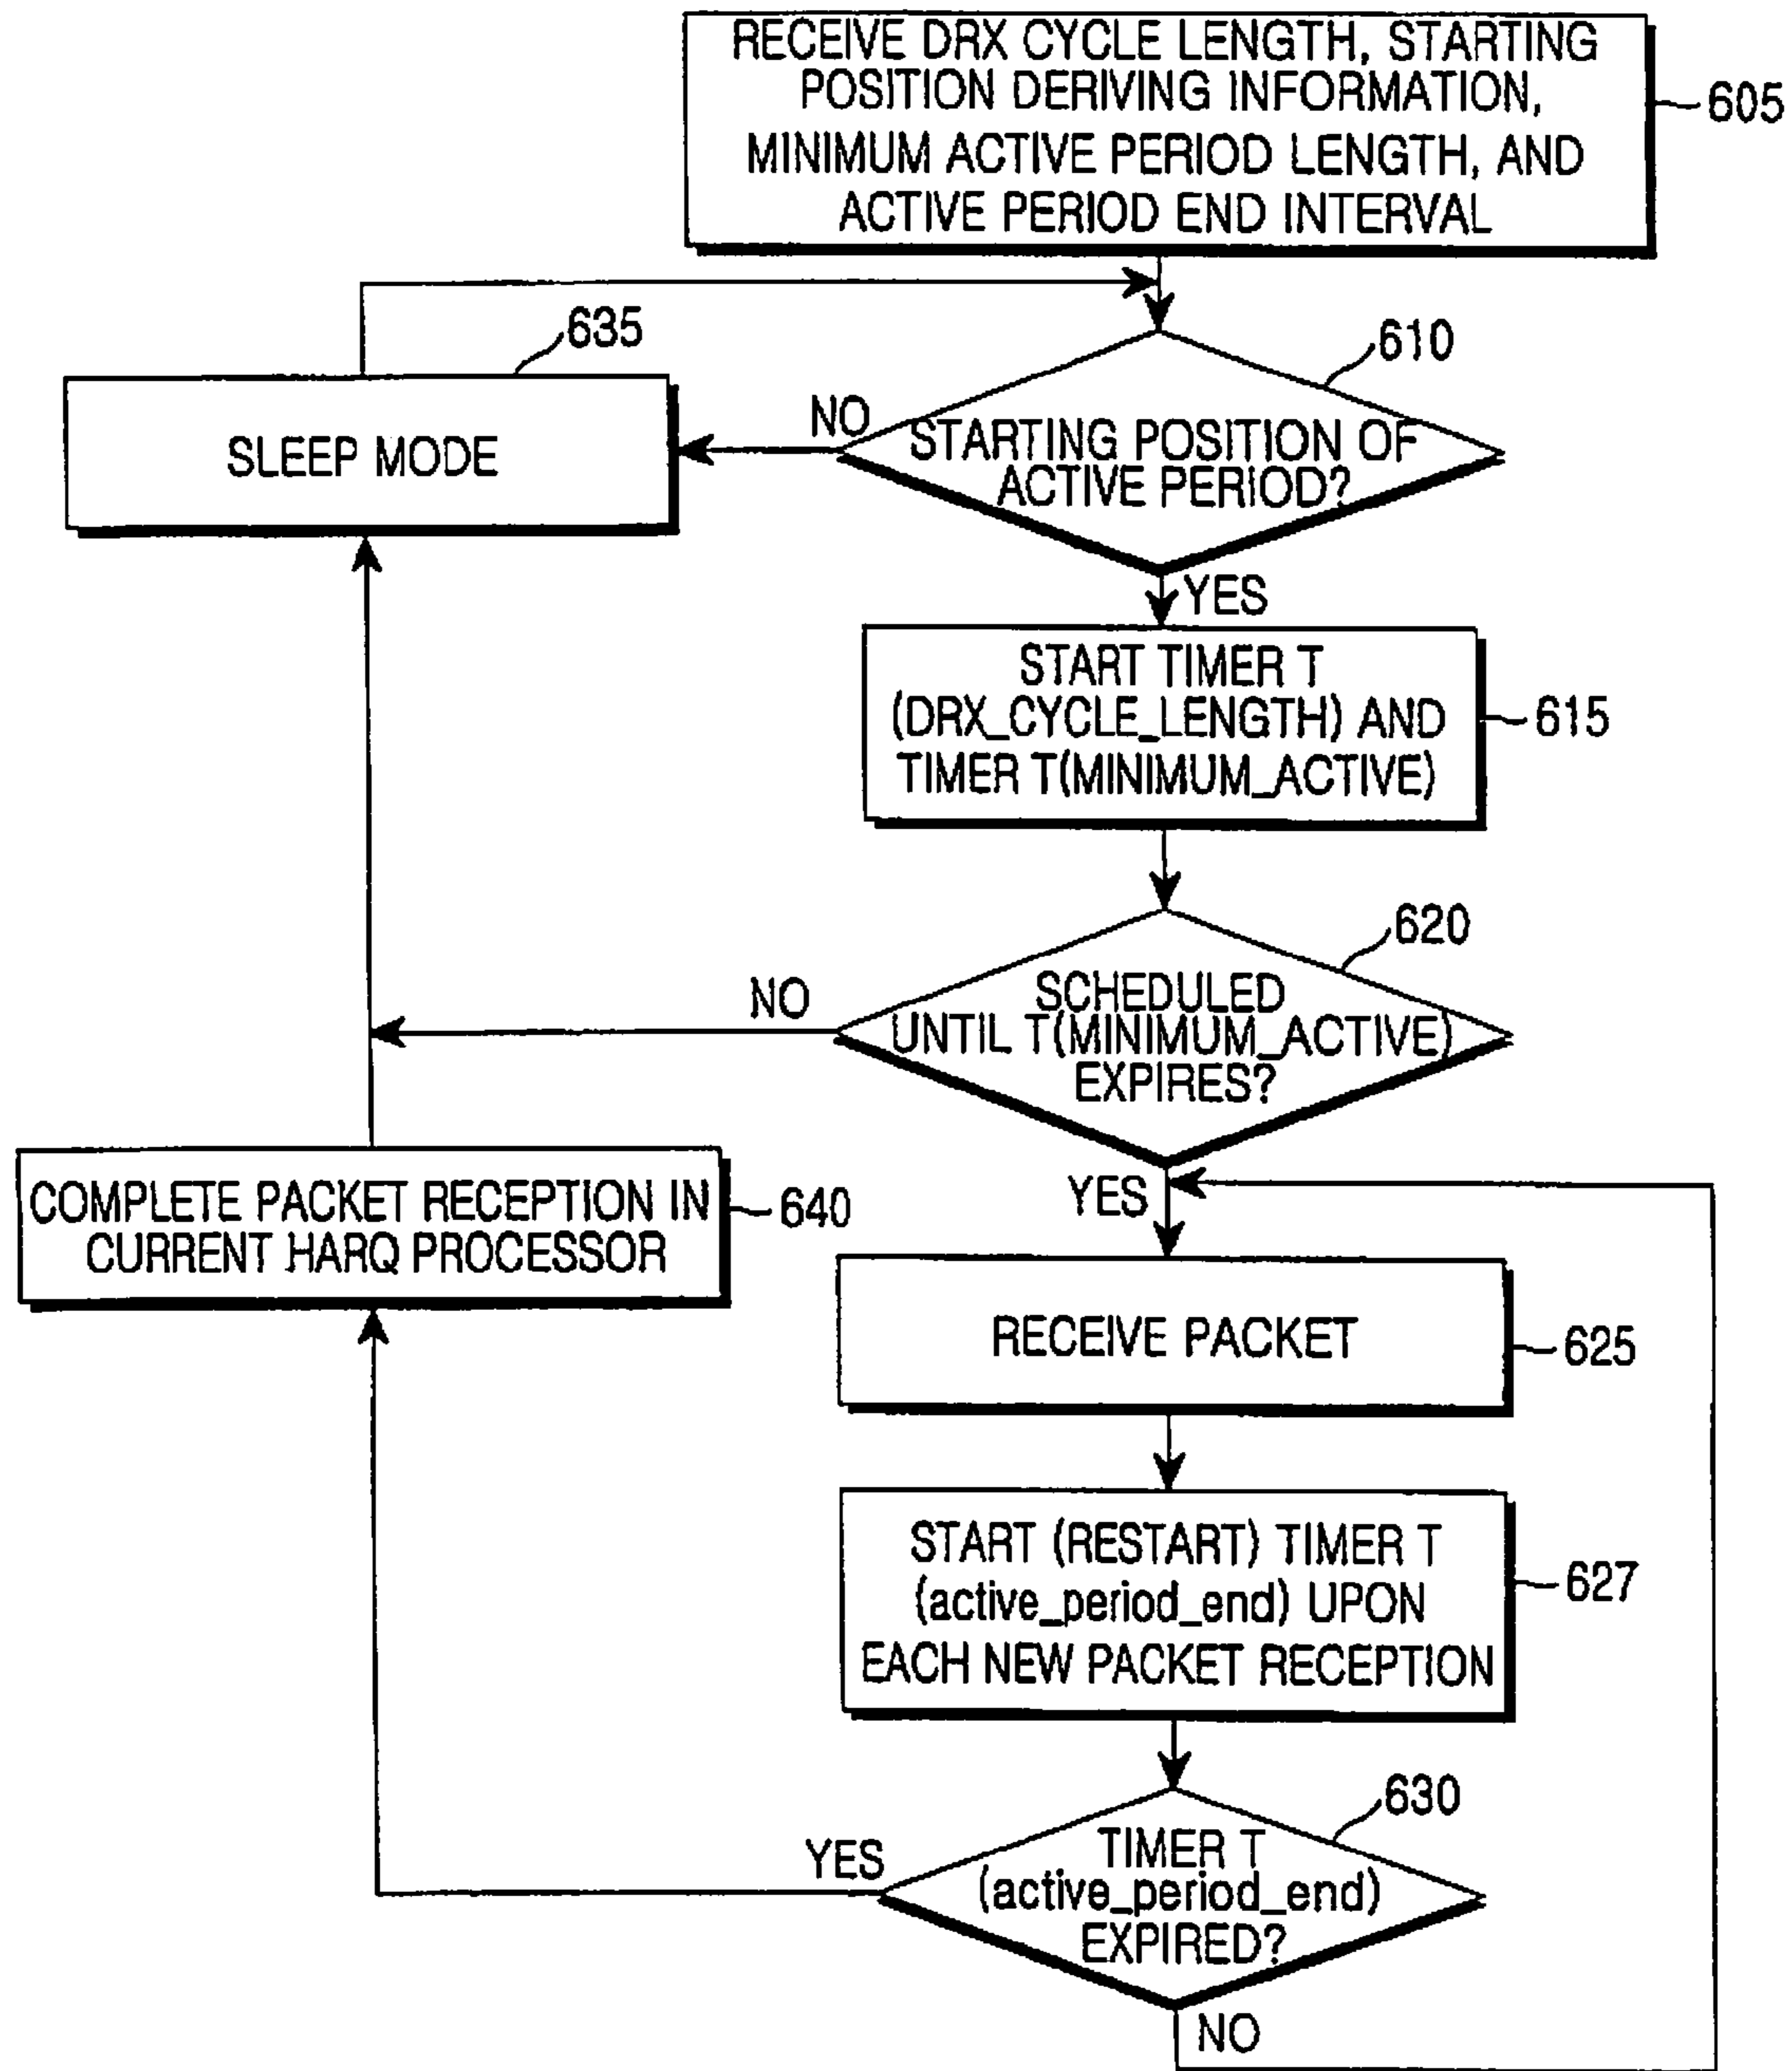 RECEIVE DRX CYCLE LENGTH, STARTING
POSITION DERIVING INFORMATION,
MINIMUM ACTIVE PERIOD LENGTH, AND
ACTIVE PERIOD END INTERVAL
605
635
610
SLEEP MODE
NO
STARTING POSITION OF
ACTIVE PERIOD?
YES
START TIMER T
(DRX_CYCLE_LENGTH) AND
TIMER T(MINIMUM_ACTIVE)
615
620
NO
SCHEDULED
UNTIL T(MINIMUM_ACTIVE)
EXPIRES?
YES
COMPLETE PACKET RECEPTION IN
CURRENT HARQ PROCESSOR
640
RECEIVE PACKET
625
START (RESTART) TIMER T
(active_period_end) UPON
EACH NEW PACKET RECEPTION
627
630
YES
TIMER T
(active_period_end)
EXPIRED?
NO